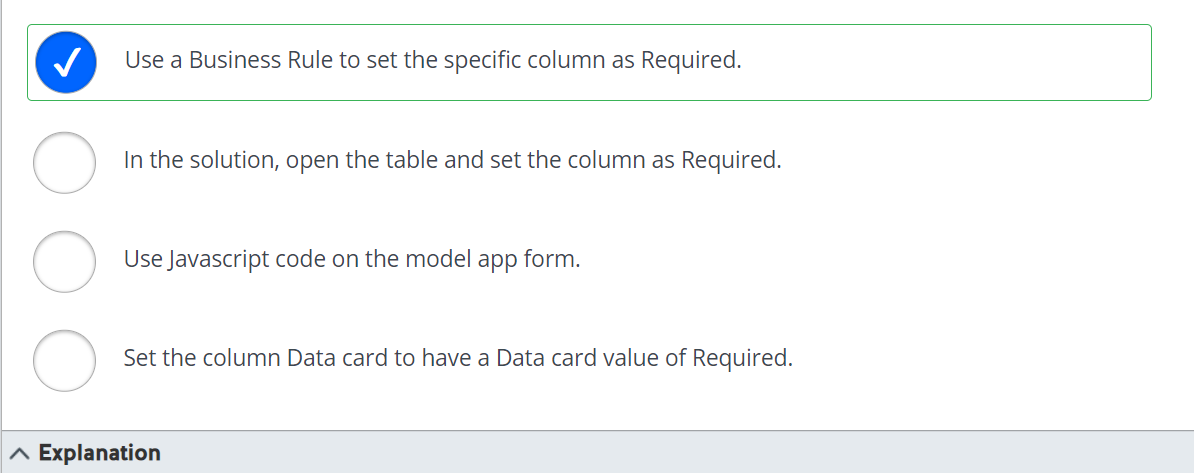 Use a Business Rule to set the specific column as Required.
In the solution, open the table and set the column as Required.
Use Javascript code on the model app form.
Set the column Data card to have a Data card value of Required.
Explanation